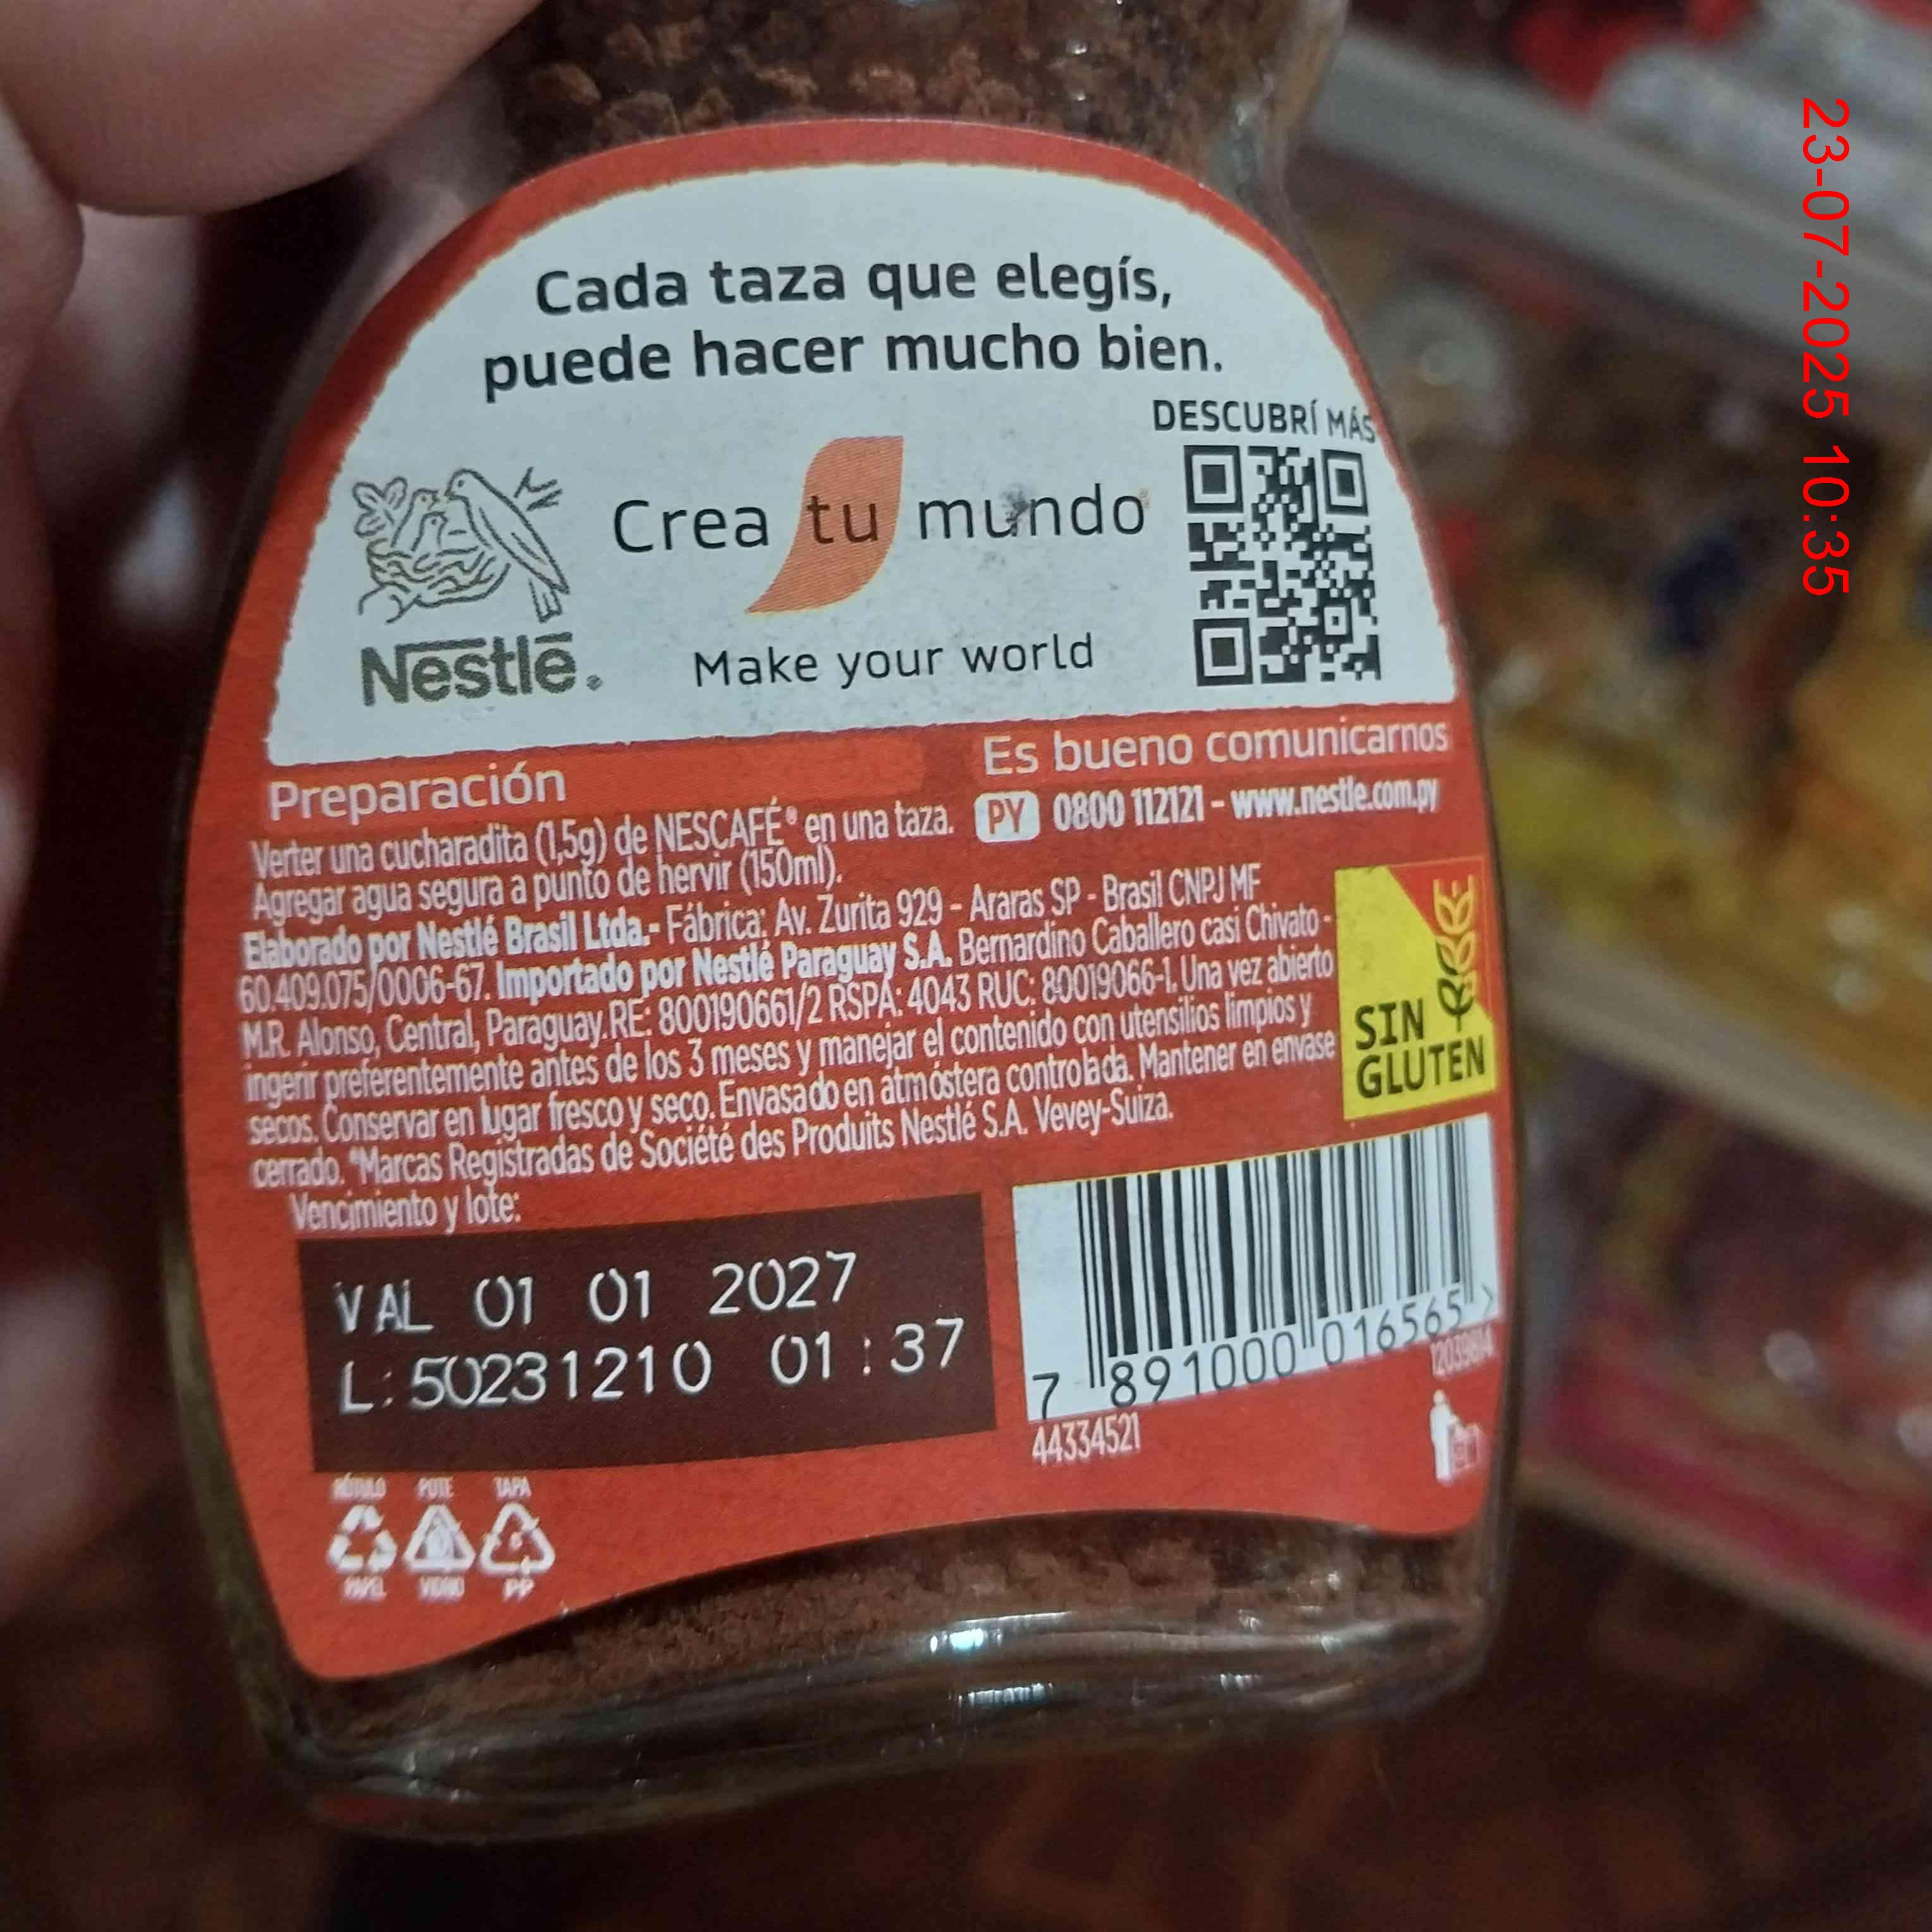 Cada taza que elegís,
puede hacer mucho bien.
DESCUBRÍ MÁS
Crea tu mundo
Nestlé®
Make your world
Preparación
Verter una cucharadita (1,5g) de NESCAFÉ® en una taza.
Agregar agua segura a punto de hervir (150ml).
Es bueno comunicarnos
PY 0800 112121 - www.nestle.com.py
Elaborado por Nestlé Brasil Ltda.- Fábrica: Av. Zurita 929 - Araras SP - Brasil CNPJ MF
60.409.075/0006-67. Importado por Nestlé Paraguay S.A. Bernardino Caballero casi Chivato -
M.R. Alonso, Central, Paraguay.RE: 800190661/2 RSPA: 4043 RUC: 80019066-1. Una vez abierto
ingerir preferentemente antes de los 3 meses y manejar el contenido con utensilios limpios y
secos. Conservar en lugar fresco y seco. Envasado en atmósfera controlada. Mantener en envase
cerrado. *Marcas Registradas de Société des Produits Nestlé S.A. Vevey-Suiza.
SIN
GLUTEN
Vencimiento y lote:
VAL 01 01 2027
L:50231210 01:37
7 891000 016565 >
44334521
RÓTULO POTE TAPA
PAPEL VIDRO PP
23-07-2025 10:35